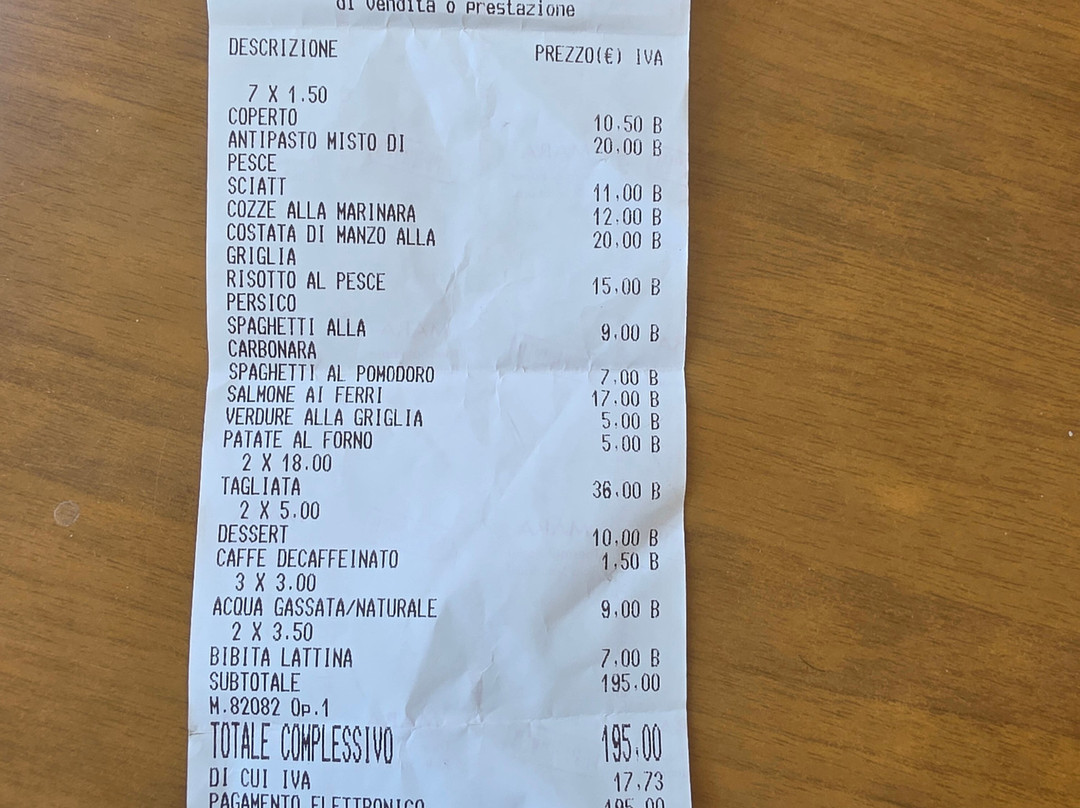 di vendita o prestazione
DESCRIZIONE PREZZO(€) IVA
7 X 1.50
COPERTO 10,50 B
ANTIPASTO MISTO DI 20,00 B
PESCE
SCIATT 11,00 B
COZZE ALLA MARINARA 12,00 B
COSTATA DI MANZO ALLA 20,00 B
GRIGLIA
RISOTTO AL PESCE 15,00 B
PERSICO
SPAGHETTI ALLA 9,00 B
CARBONARA
SPAGHETTI AL POMODORO 7,00 B
SALMONE AI FERRI 17,00 B
VERDURE ALLA GRIGLIA 5,00 B
PATATE AL FORNO 5,00 B
2 X 18.00
TAGLIATA 36,00 B
2 X 5.00
DESSERT 10,00 B
CAFFE DECAFFEINATO 1,50 B
3 X 3.00
ACQUA GASSATA/NATURALE 9,00 B
2 X 3.50
BIBITA LATTINA 7,00 B
SUBTOTALE 195,00
M.82082 Op.1
TOTALE COMPLESSIVO 195,00
DI CUI IVA 17,73
PAGAMENTO ELETTRONICO 195,00